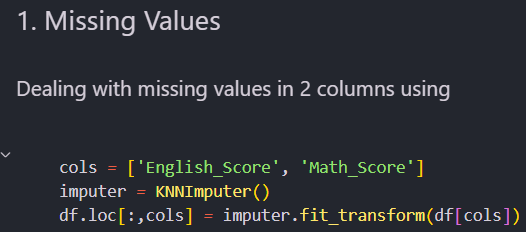 1. Missing Values
Dealing with missing values in 2 columns using
cols = ['English_Score', 'Math_Score']
imputer = KNNImputer()
df.loc[:,cols] = imputer.fit_transform(df[cols])